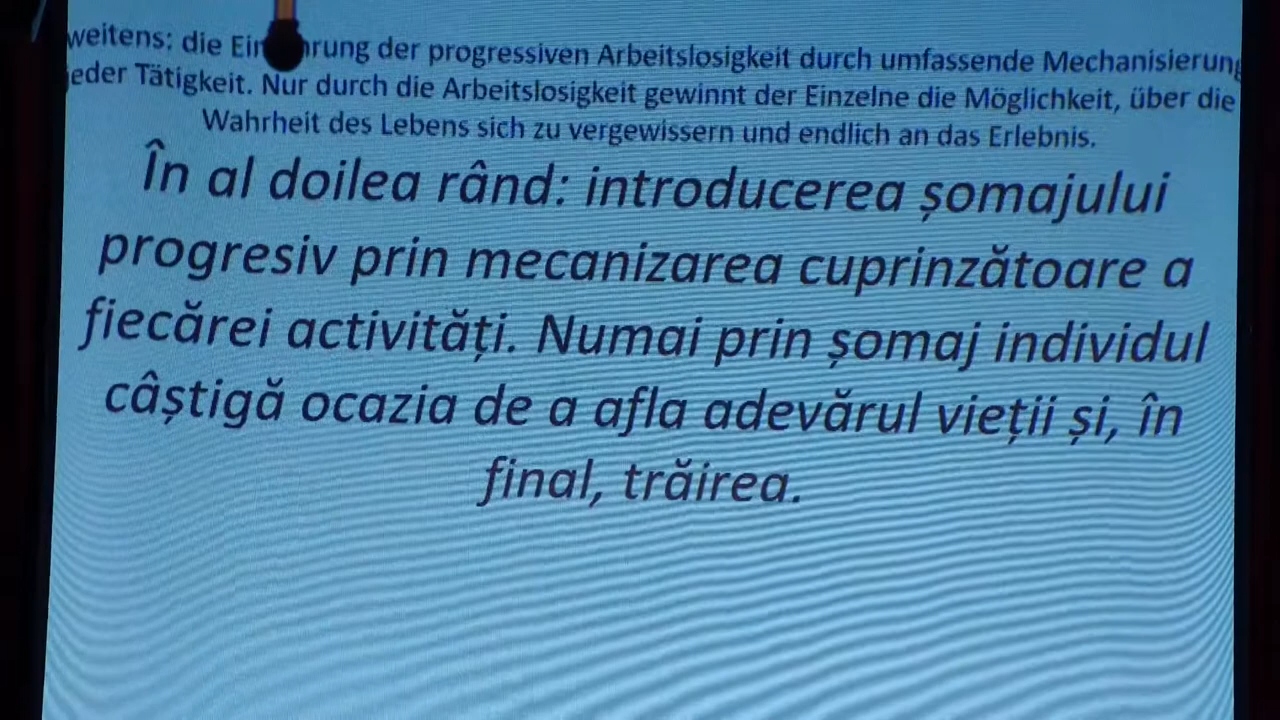 weitens: die Ein rung der progressiven Arbeitslosigkeit durch umfassende Mechanisierung
jeder Tätigkeit. Nur durch die Arbeitslosigkeit gewinnt der Einzelne die Möglichkeit, über die
Wahrheit des Lebens sich zu vergewissern und endlich an das Erlebnis.
În al doilea rând: introducerea șomajului
progresiv prin mecanizarea cuprinzătoare a
fiecărei activități. Numai prin șomaj individul
câștigă ocazia de a afla adevărul vieții și, în
final, trăirea.